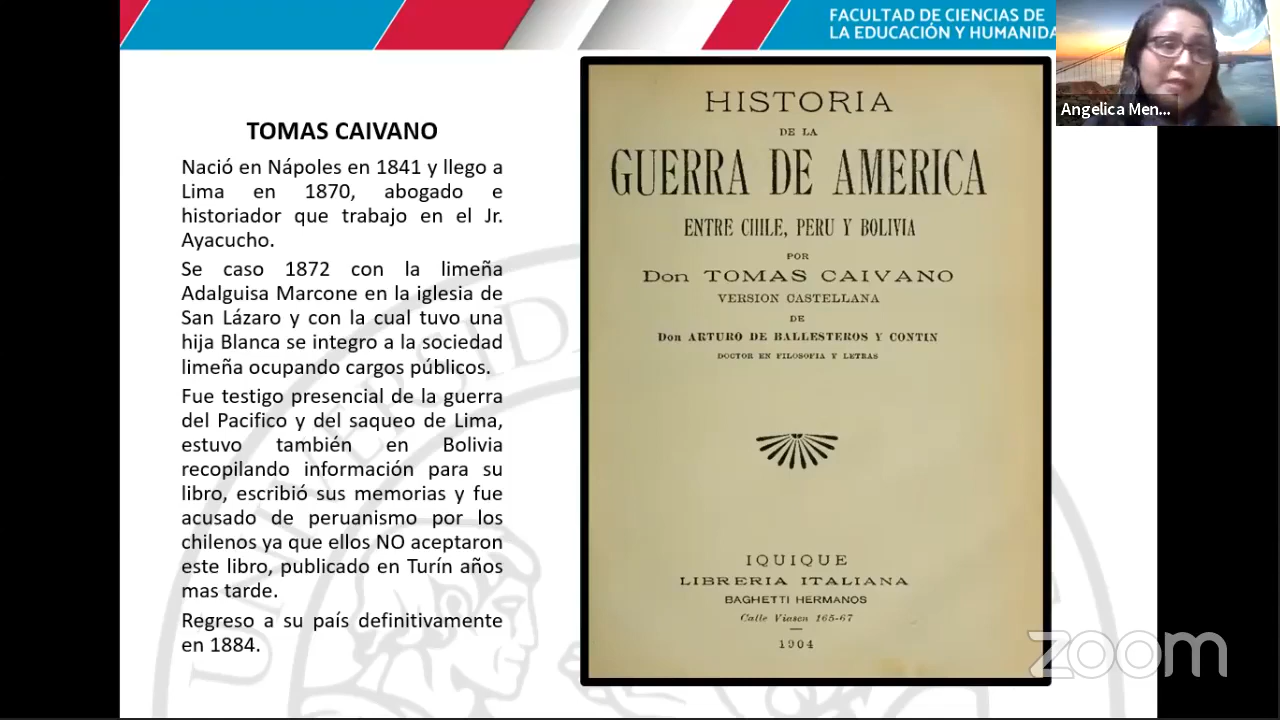 FACULTAD DE CIENCIAS DE
LA EDUCACIÓN Y HUMANIDA
Angelica Men...
TOMAS CAIVANO
Nació en Nápoles en 1841 y llego a
Lima en 1870, abogado e
historiador que trabajo en el Jr.
Ayacucho.
Se caso 1872 con la limeña
Adalguisa Marcone en la iglesia de
San Lázaro y con la cual tuvo una
hija Blanca se integro a la sociedad
limeña ocupando cargos públicos.
Fue testigo presencial de la guerra
del Pacifico y del saqueo de Lima,
estuvo también en Bolivia
recopilando información para su
libro, escribió sus memorias y fue
acusado de peruanismo por los
chilenos ya que ellos NO aceptaron
este libro, publicado en Turín años
mas tarde.
Regreso a su país definitivamente
en 1884.
HISTORIA
DE LA
GUERRA DE AMERICA
ENTRE CHILE, PERU Y BOLIVIA
POR
Don TOMAS CAIVANO
VERSION CASTELLANA
DE
Don ARTURO DE BALLESTEROS Y CONTIN
DOCTOR EN FILOSOFIA Y LETRAS
IQUIQUE
LIBRERIA ITALIANA
BAGHETTI HERMANOS
Calle Viascn 165-67
1904
UNIVERSIDA
zoom